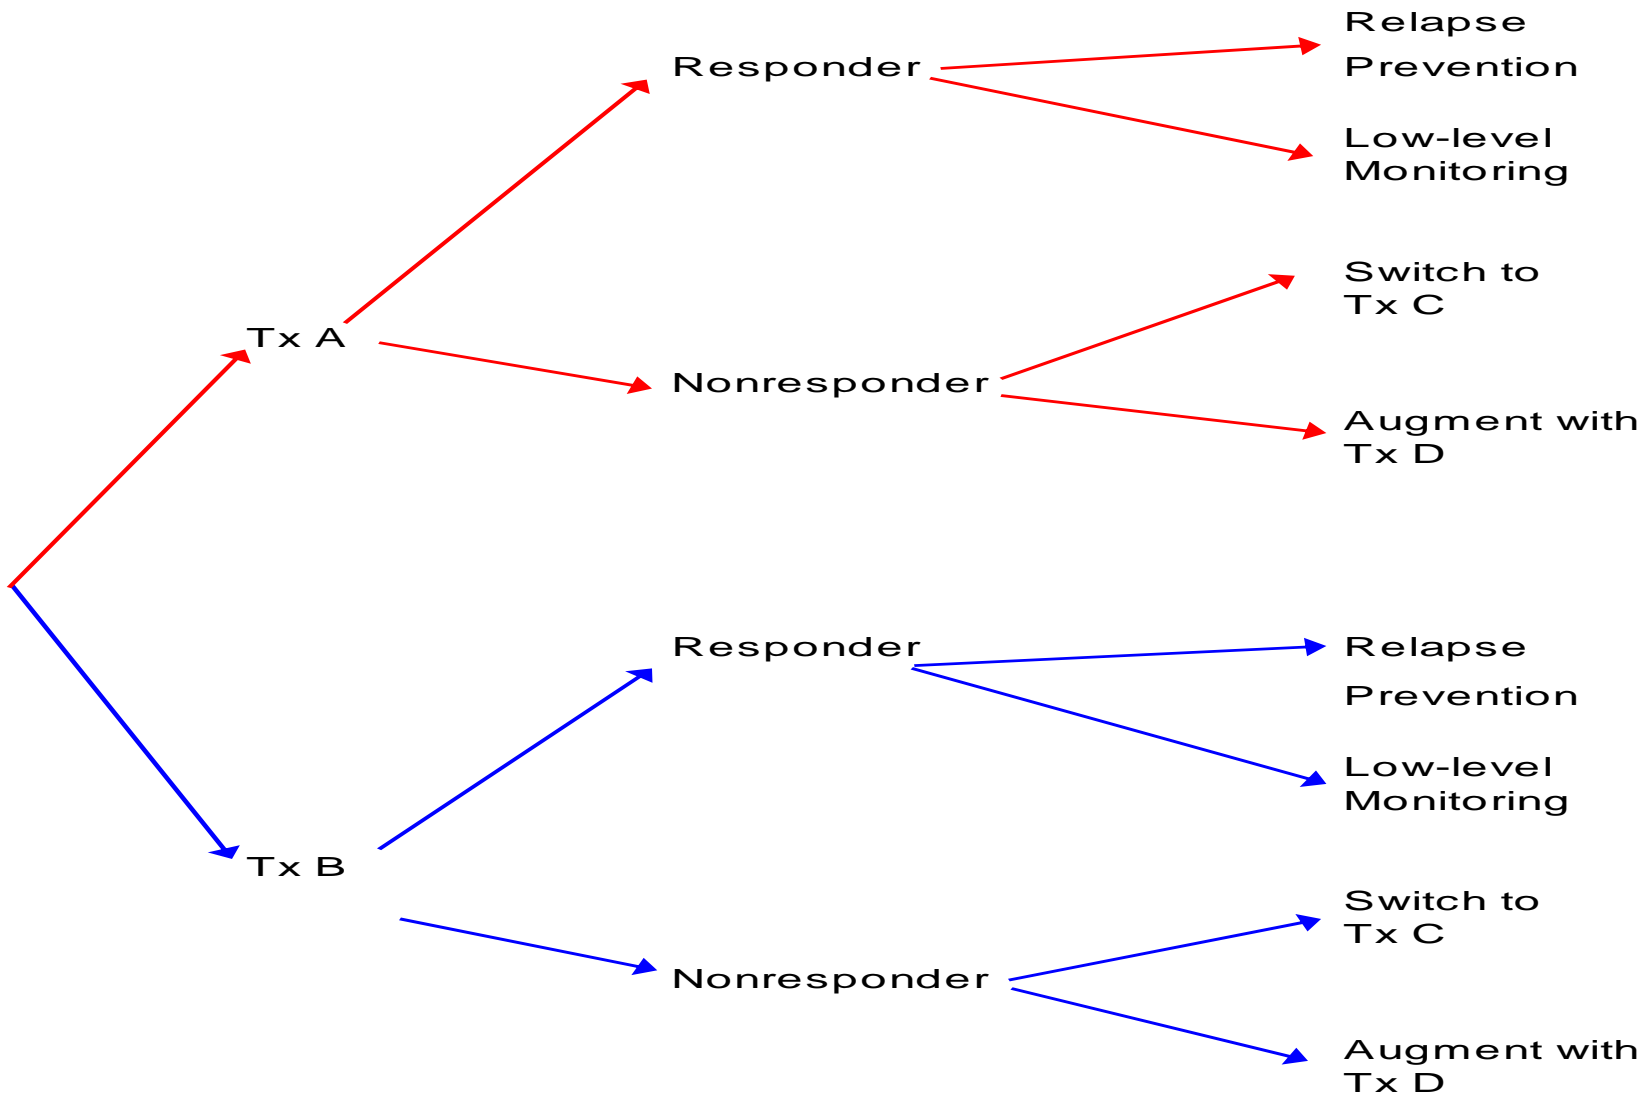 Relapse
Responder
Prevention
Low-level
Monitoring
Switch to
Tx C
Tx A
Nonresponder
Augment with
Tx D
Responder
Relapse
Prevention
Low-level
Monitoring
Tx B
Switch to
Tx C
Nonresponder
Augment with
Tx D